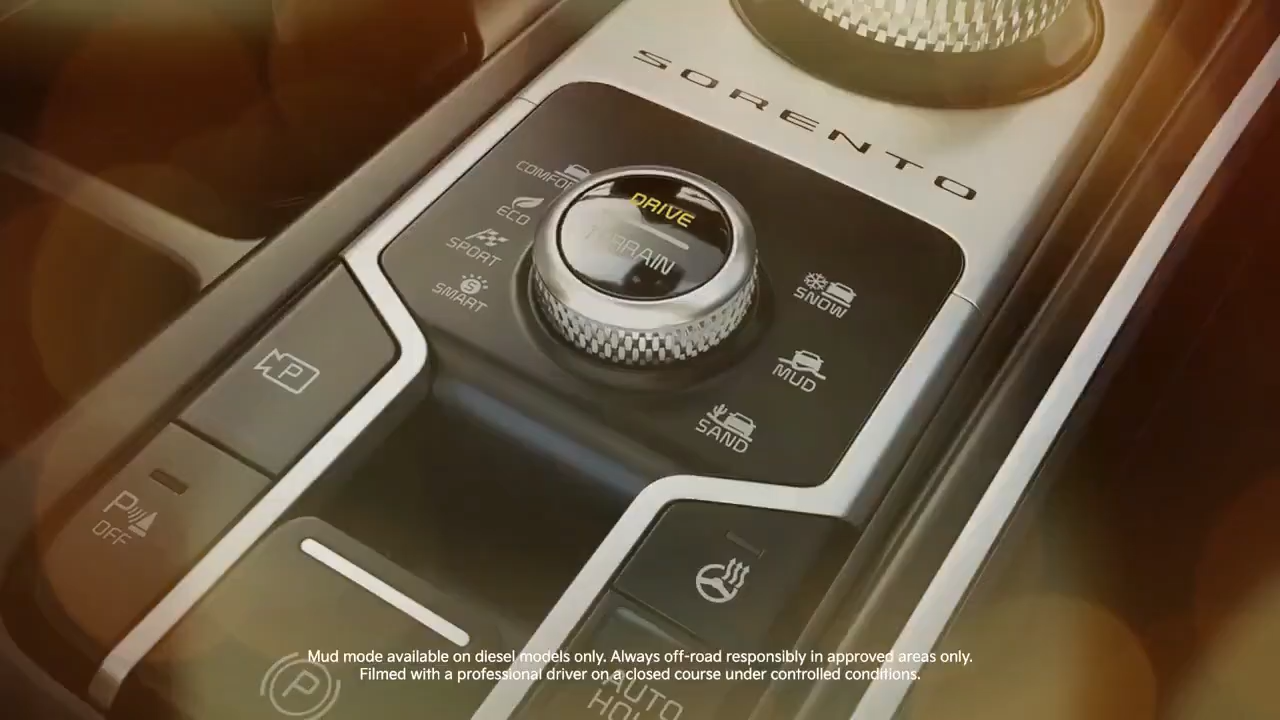 SORENTO
DRIVE
TERRAIN
ECO
SPORT
SMART
SNOW
MUD
SAND
P
P
OFF
P
AUTO
Mud mode available on diesel models only. Always off-road responsibly in approved areas only.
Filmed with a professional driver on a closed course under controlled conditions.